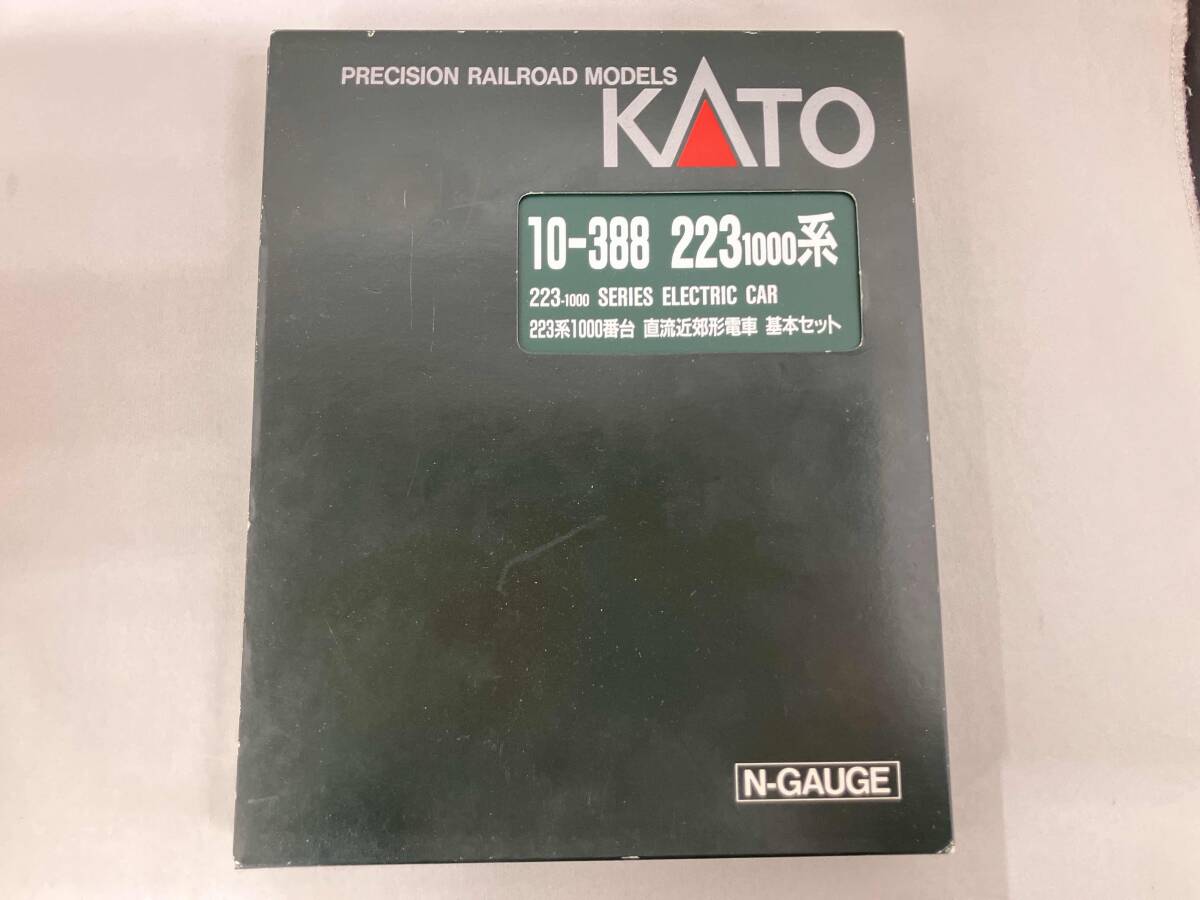 PRECISION RAILROAD MODELS
KATO
10-388 2231000系
223-1000 SERIES ELECTRIC CAR
223系1000番台 直流近郊形電車 基本セット
N-GAUGE